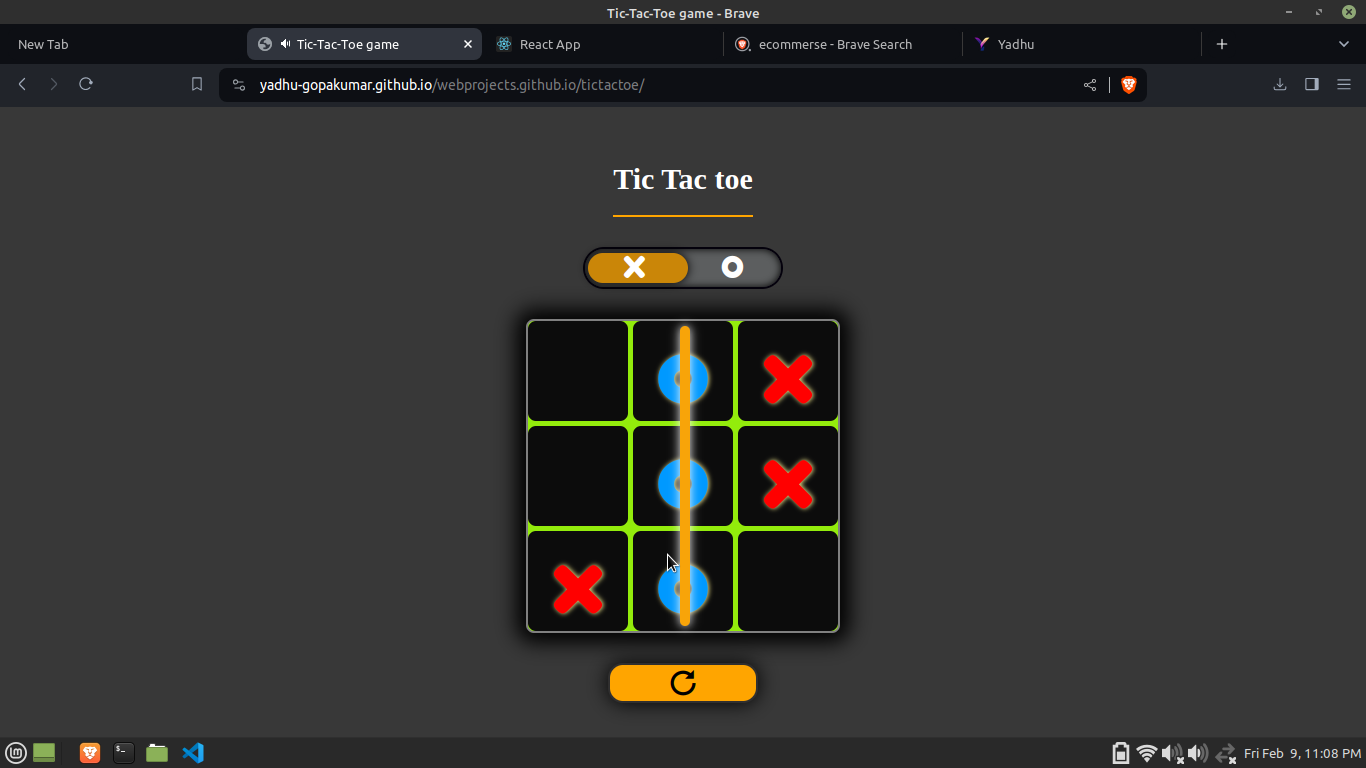 Tic-Tac-Toe game - Brave
New Tab
Tic-Tac-Toe game
React App
ecommerse - Brave Search
Yadhu
yadhu-gopakumar.github.io/webprojects.github.io/tictactoe/
Tic Tac toe
Fri Feb 9, 11:08 PM